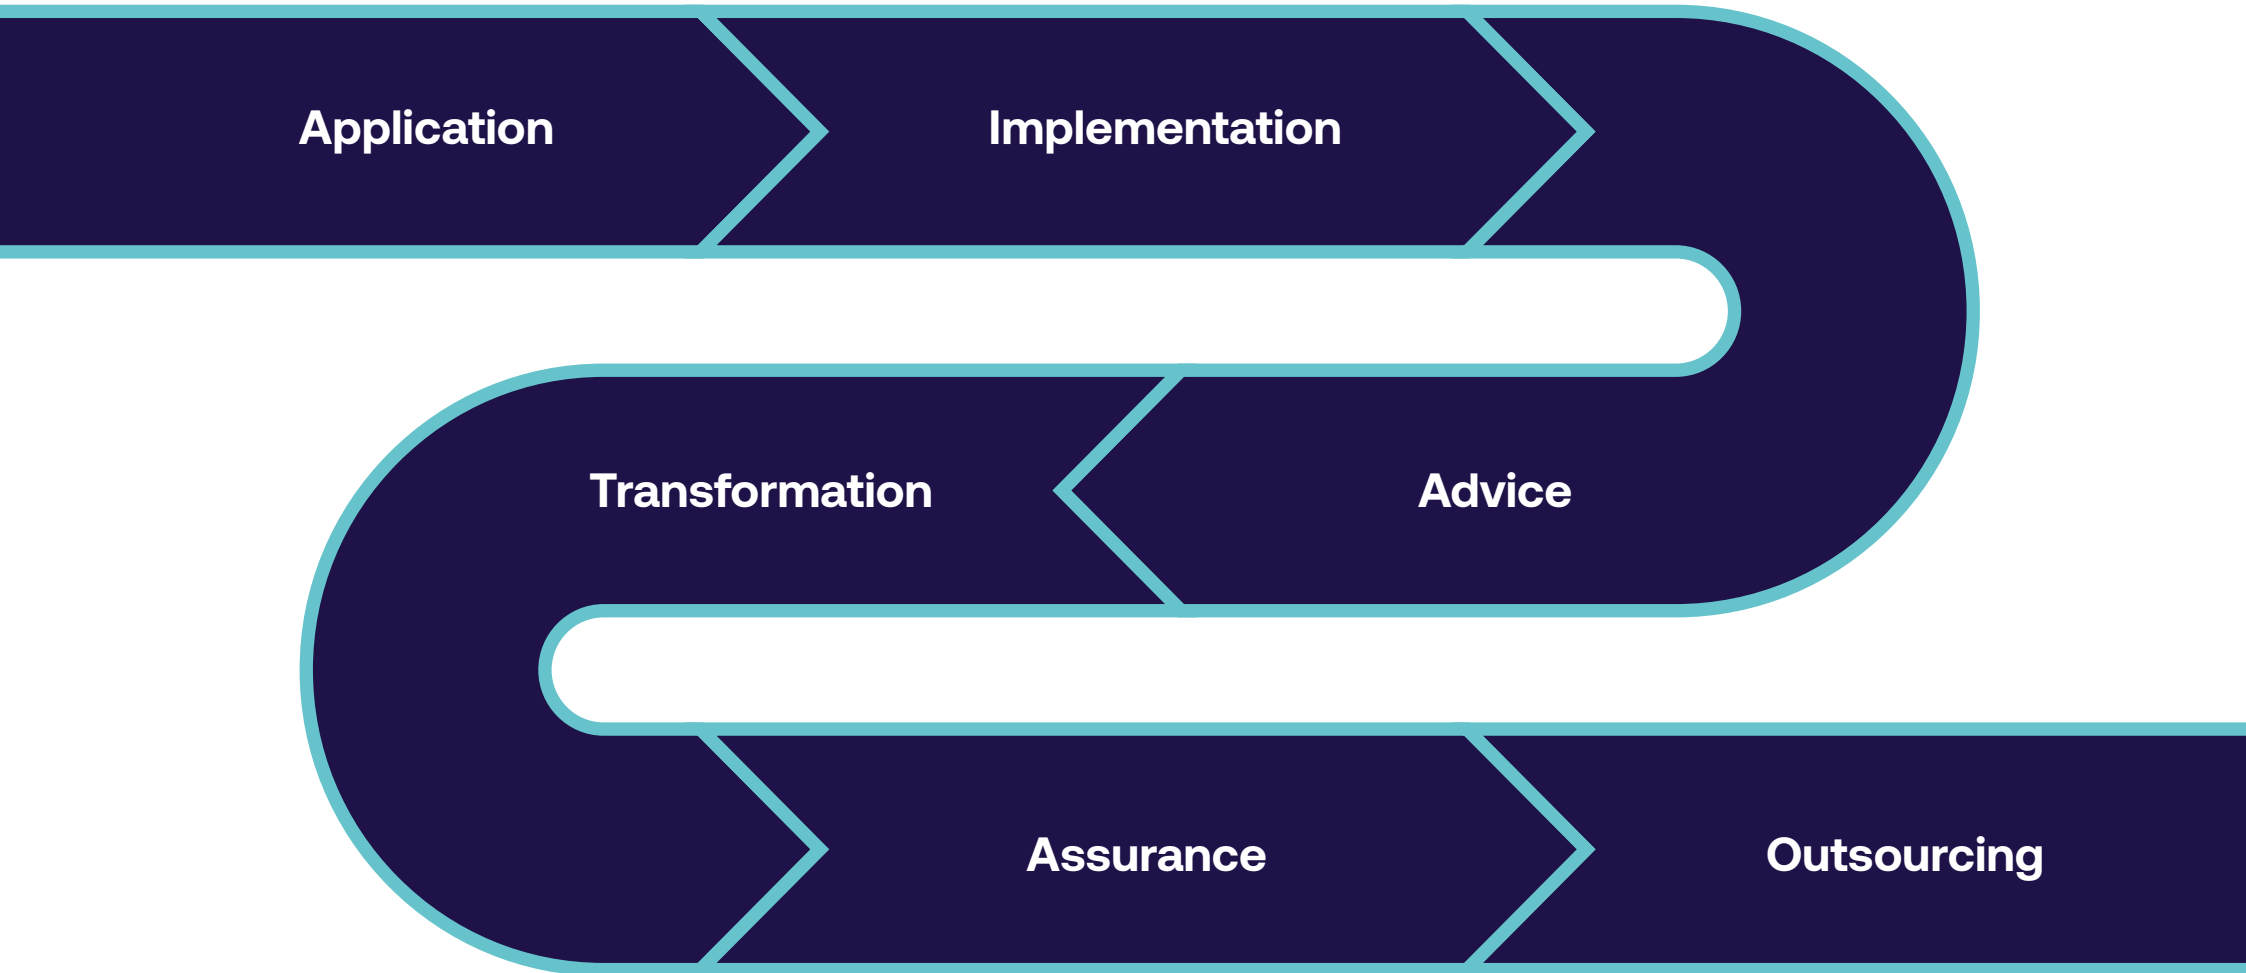 Application
Implementation
Advice
Transformation
Assurance
Outsourcing